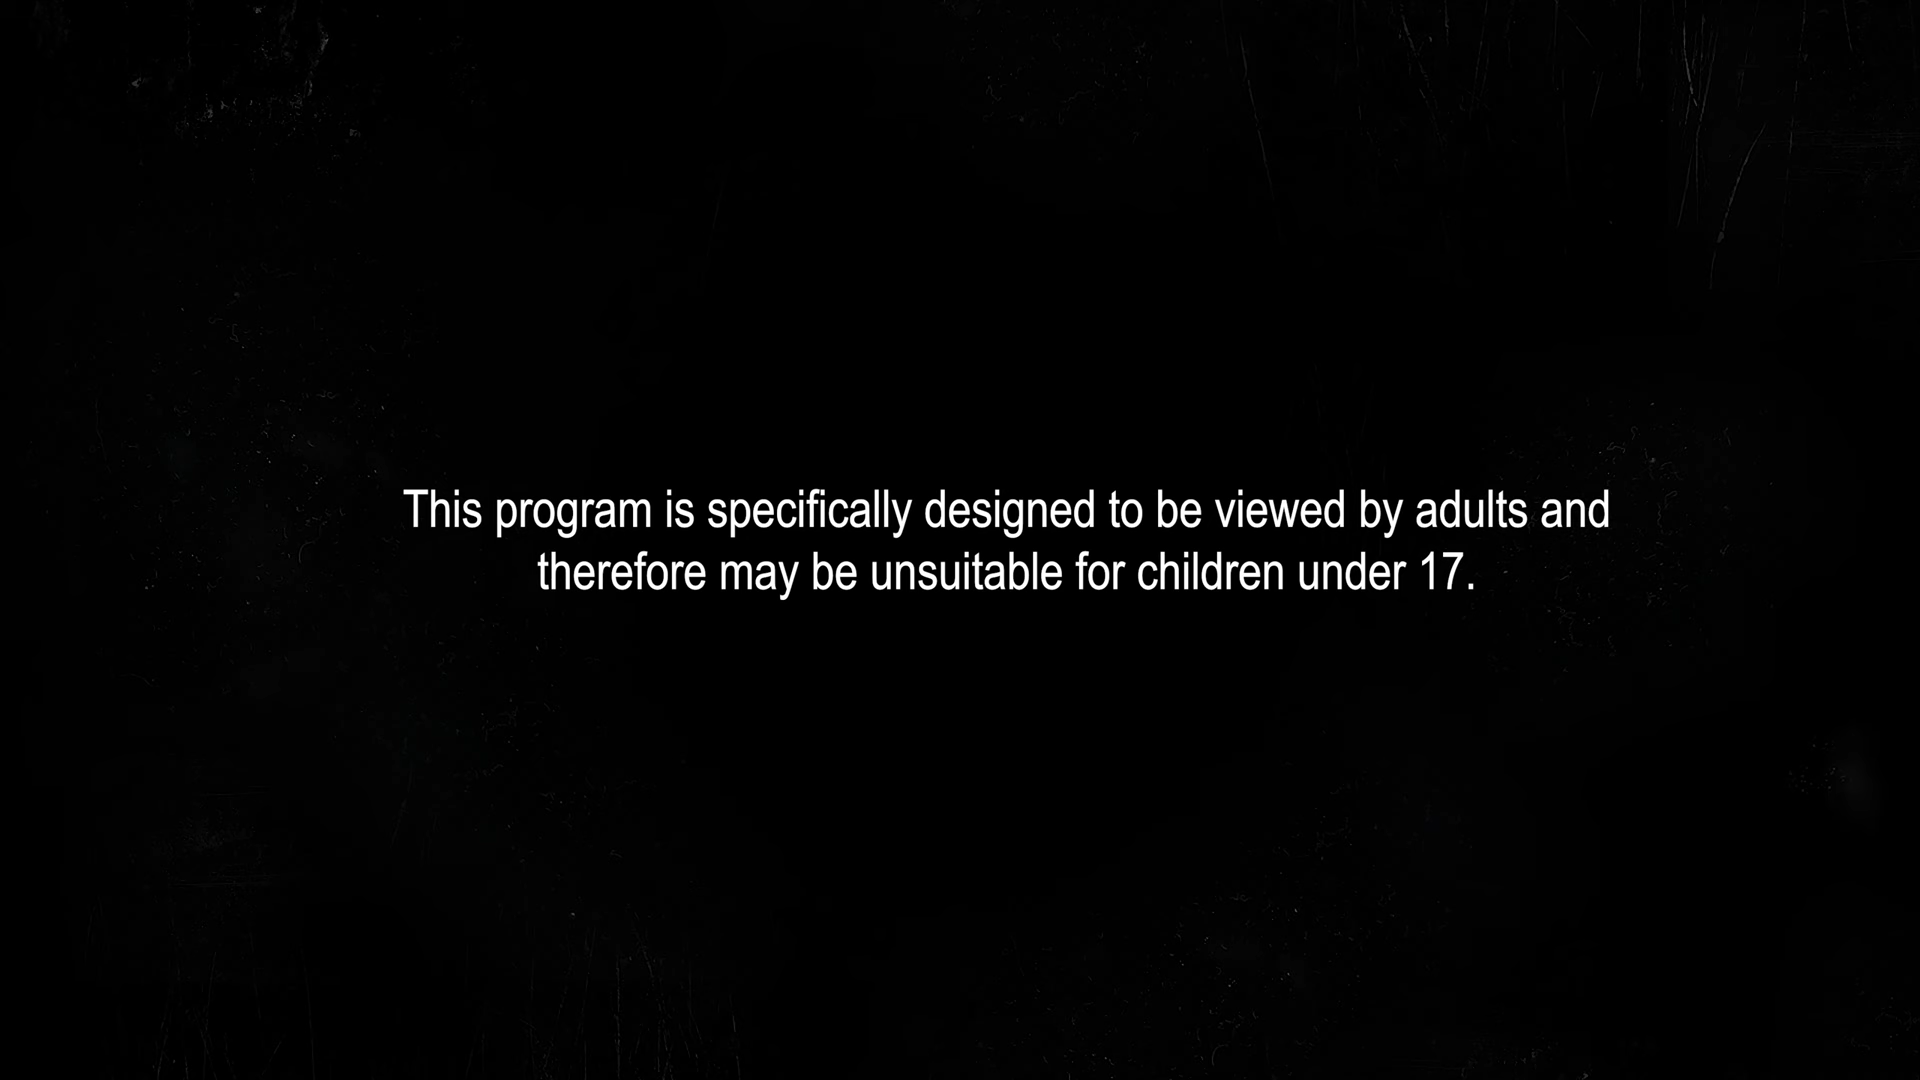 This program is specifically designed to be viewed by adults and
therefore may be unsuitable for children under 17.